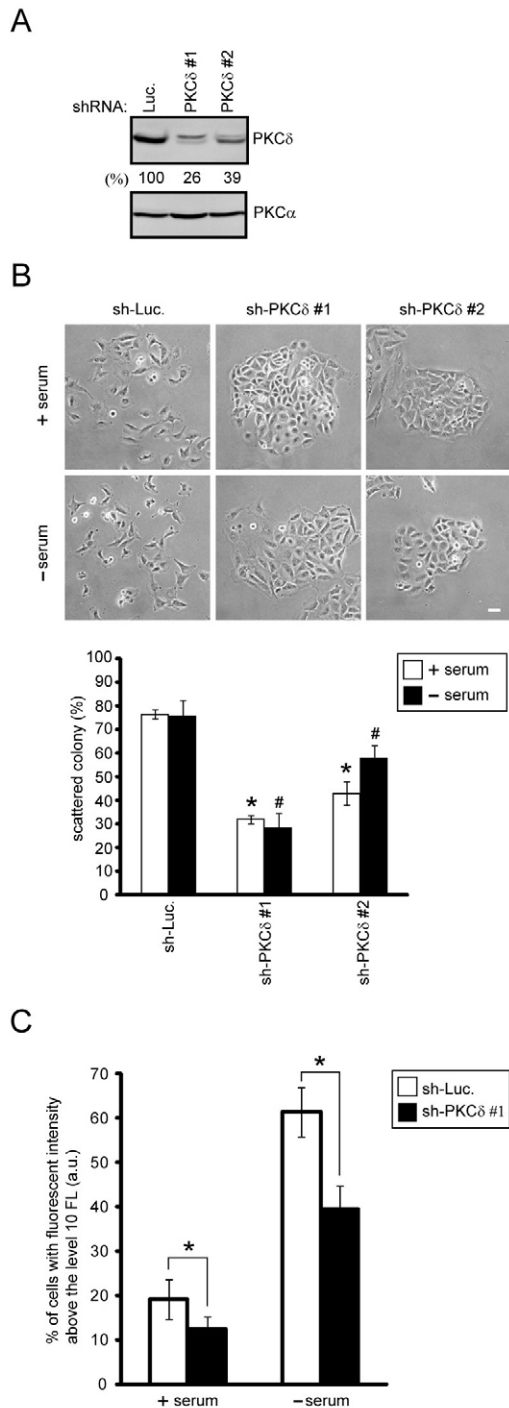 A
shRNA:
Luc.
PKCδ #1
PKCδ #2
PKCδ
(%) 100 26 39
PKCα
B
sh-Luc. sh-PKCδ #1 sh-PKCδ #2
+ serum
− serum
100
90
80
70
60
50
40
30
20
10
0
scattered colony (%)
+ serum
− serum
* # * #
sh-Luc.
sh-PKCδ #1
sh-PKCδ #2
C
70
60
50
40
30
20
10
0
% of cells with fluorescent intensity
above the level 10 FL (a.u.)
sh-Luc.
sh-PKCδ #1
*
*
+ serum − serum